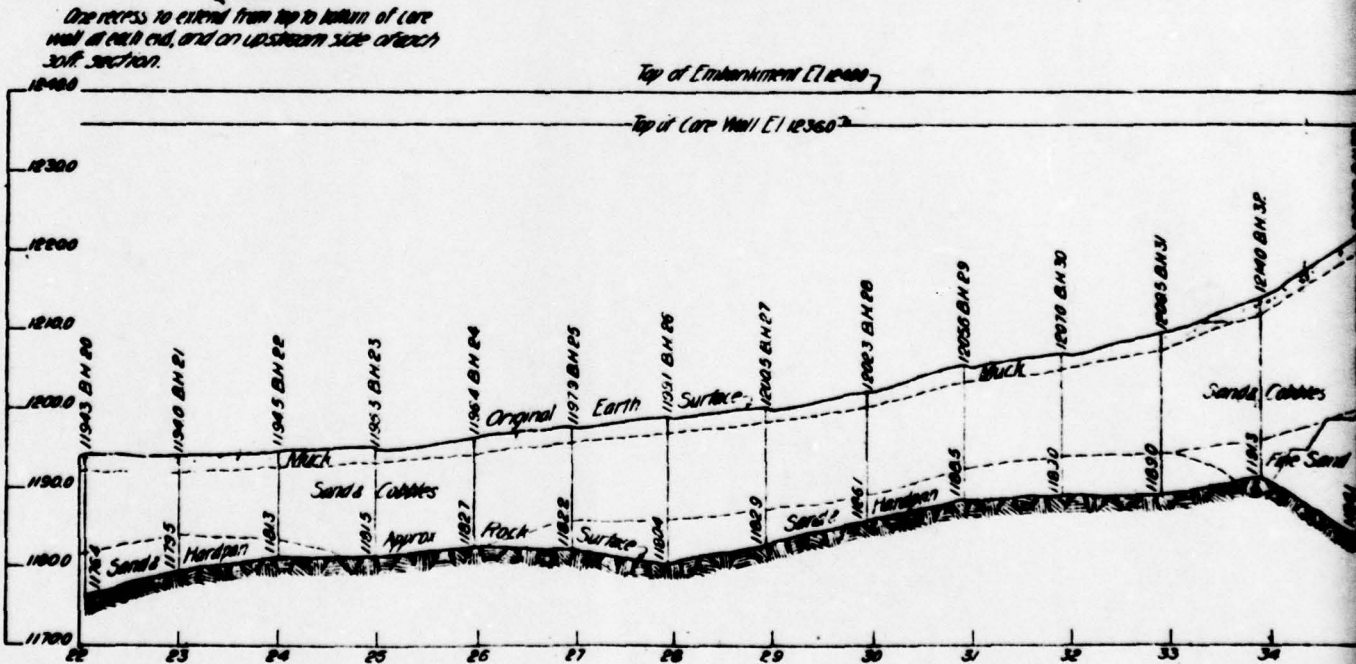 One recess to extend from top to bottom of core
wall at each end, and on upstream side of each
30ft. section.
Top of Embankment El 1240.0
1240.0
Top of Core Wall El 1236.0
1230.0
1220.0
1210.0
1200.0
1190.0
1180.0
1170.0
1194.3 B.H 20
1194.0 B.H 21
1194.5 B.H 22
1195.3 B.H 23
1196.4 B.H 24
1197.9 B.H 25
1199.1 B.H 26
1200.5 B.H 27
1202.3 B.H 28
1205.6 B.H 29
1207.0 B.H 30
1209.5 B.H 31
1214.0 B.H 32
Original Earth Surface
Muck
Muck
Sand & Cobbles
Sand & Cobbles
Fine Sand
Sand & Hardpan
Approx Rock Surface
Sand & Hardpan
1176.4
1179.5
1181.3
1181.5
1182.7
1182.2
1180.4
1182.9
1186.1
1188.6
1189.0
1191.3
22 23 24 25 26 27 28 29 30 31 32 33 34